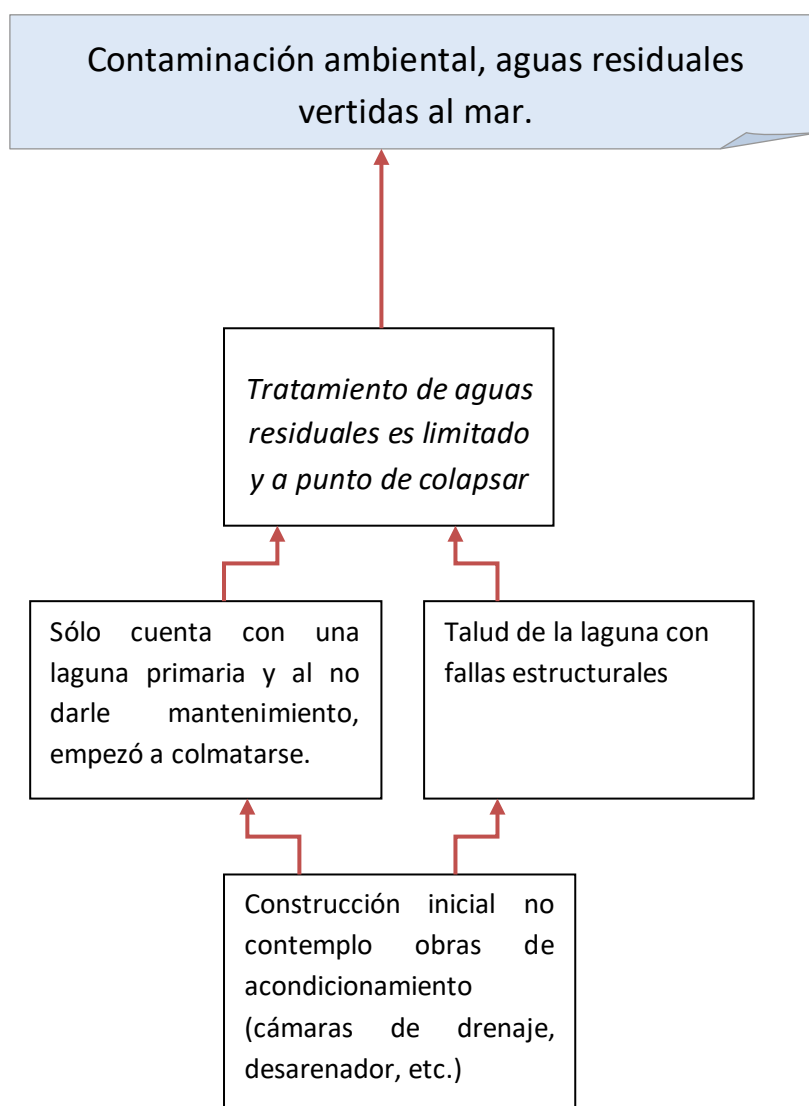 Contaminación ambiental, aguas residuales
vertidas al mar.
Tratamiento de aguas
residuales es limitado
y a punto de colapsar
Sólo cuenta con una
laguna primaria y al no
darle mantenimiento,
empezó a colmatarse.
Talud de la laguna con
fallas estructurales
Construcción inicial no
contemplo obras de
acondicionamiento
(cámaras de drenaje,
desarenador, etc.)